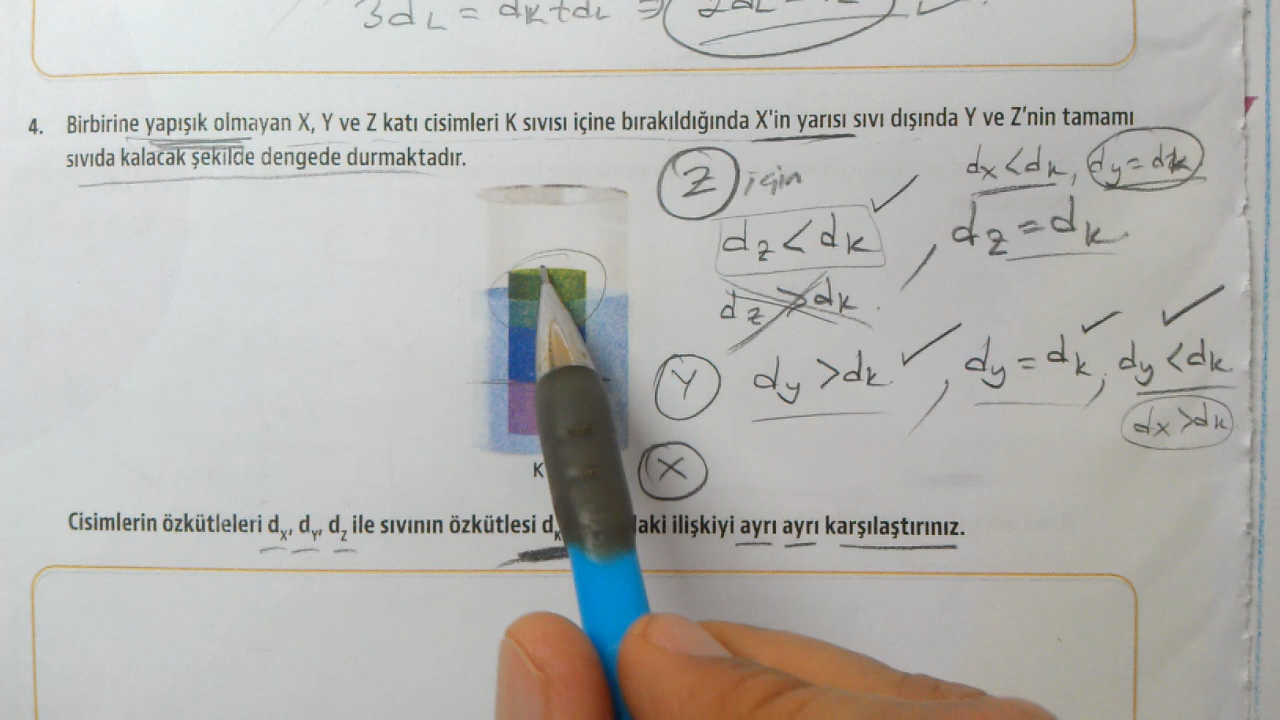 3dL = dK+dL ⇒
4. Birbirine yapışık olmayan X, Y ve Z katı cisimleri K sıvısı içine bırakıldığında X'in yarısı sıvı dışında Y ve Z'nin tamamı
sıvıda kalacak şekilde dengede durmaktadır.
Z için
dx < dk, dy = dk
dz < dk ✓, dz = dk
dz > dk
Y dy > dk ✓, dy = dk ✓, dy < dk ✓
dx > dk
K
X
Cisimlerin özkütleleri dX, dY, dZ ile sıvının özkütlesi dK daki ilişkiyi ayrı ayrı karşılaştırınız.